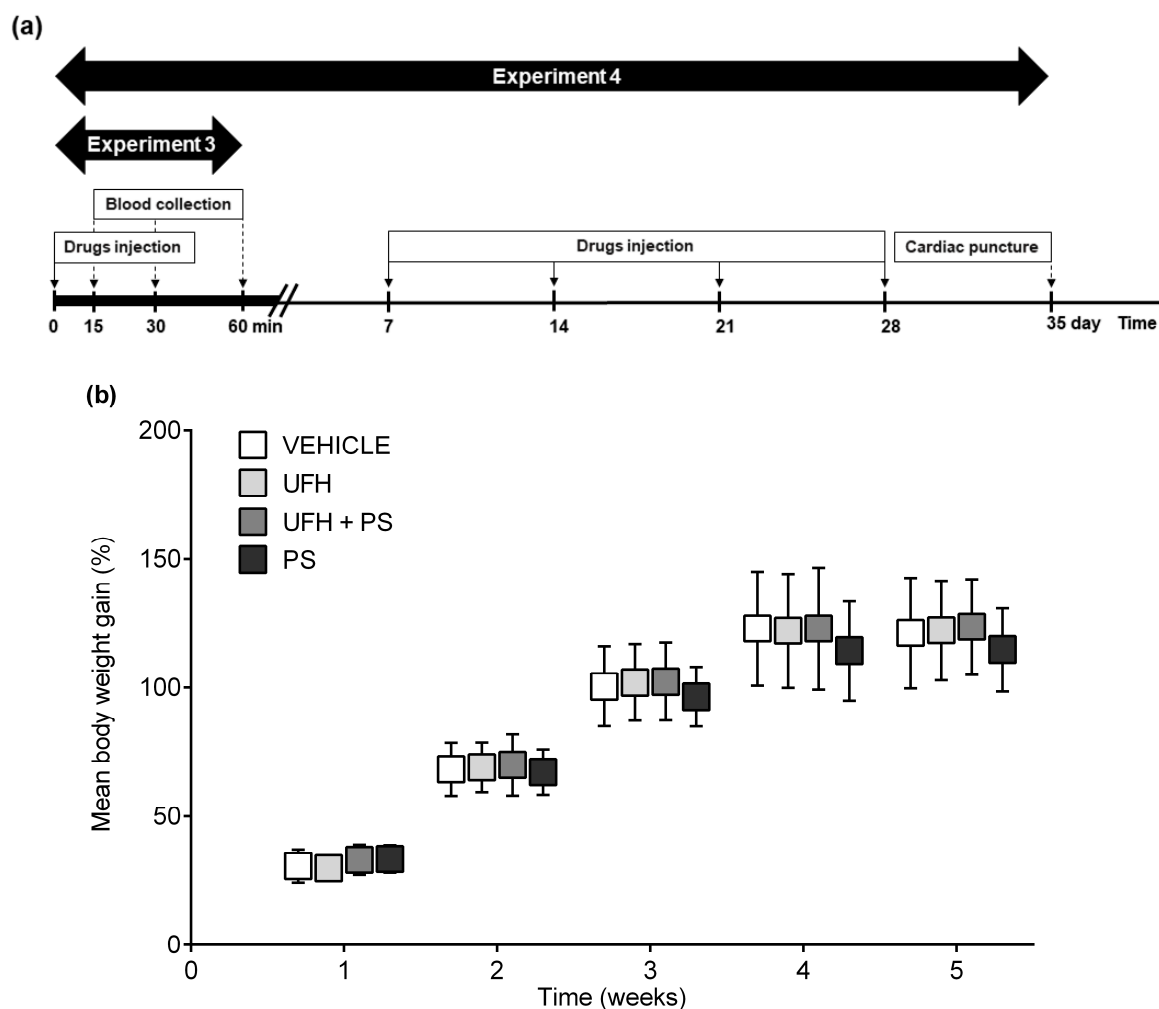 (a)
Experiment 4
Experiment 3
Blood collection
Drugs injection
Drugs injection
Cardiac puncture
0 15 30 60 min 7 14 21 28 35 day Time
(b)
200
150
100
50
0
Mean body weight gain (%)
VEHICLE
UFH
UFH + PS
PS
0 1 2 3 4 5
Time (weeks)